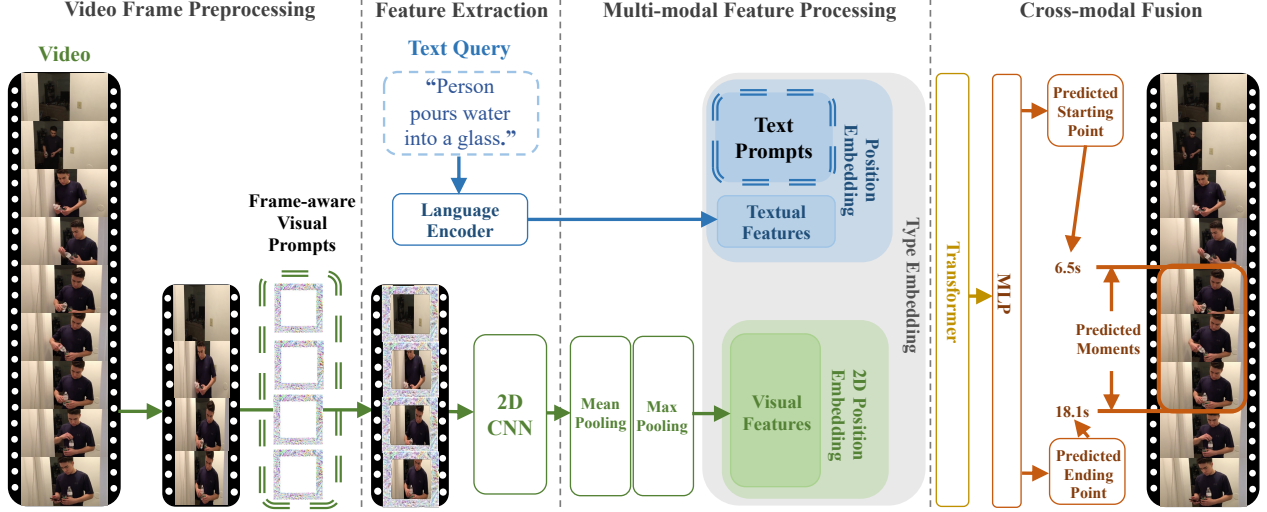 Video Frame Preprocessing
Feature Extraction
Multi-modal Feature Processing
Cross-modal Fusion
Video
Text Query
“Person
pours water
into a glass.”
Language
Encoder
Frame-aware
Visual
Prompts
2D
CNN
Mean
Pooling
Max
Pooling
Text
Prompts
Textual
Features
Position
Embedding
Type Embedding
Visual
Features
2D Position
Embedding
Transformer
MLP
Predicted
Starting
Point
6.5s
Predicted
Moments
18.1s
Predicted
Ending
Point